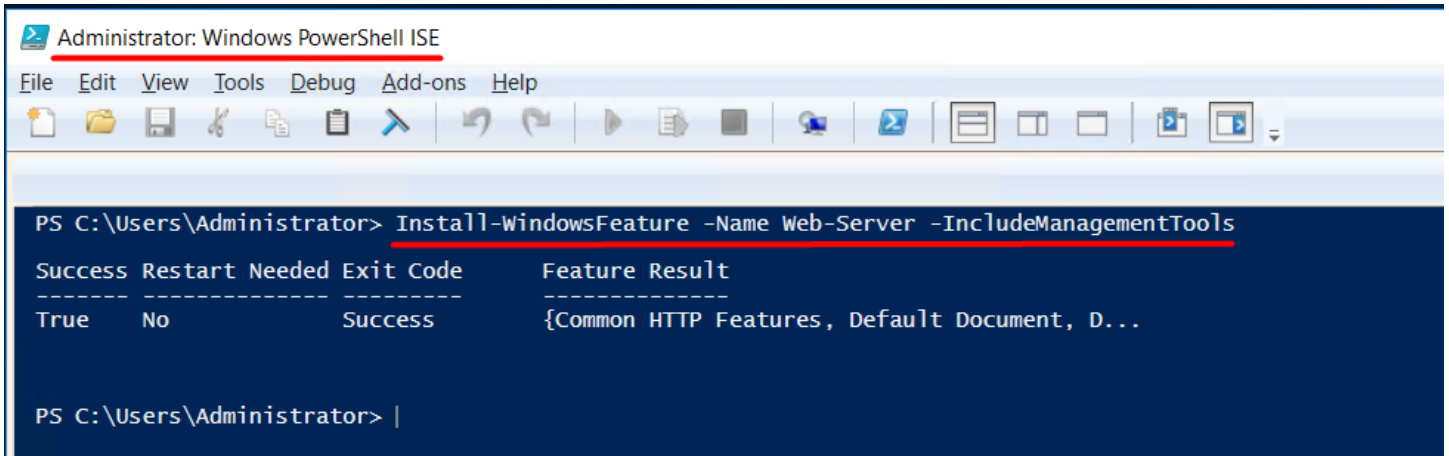 Administrator: Windows PowerShell ISE
File Edit View Tools Debug Add-ons Help
PS C:\Users\Administrator> Install-WindowsFeature -Name Web-Server -IncludeManagementTools
Success Restart Needed Exit Code      Feature Result
------- -------------- ---------      --------------
True    No             Success        {Common HTTP Features, Default Document, D...
PS C:\Users\Administrator>